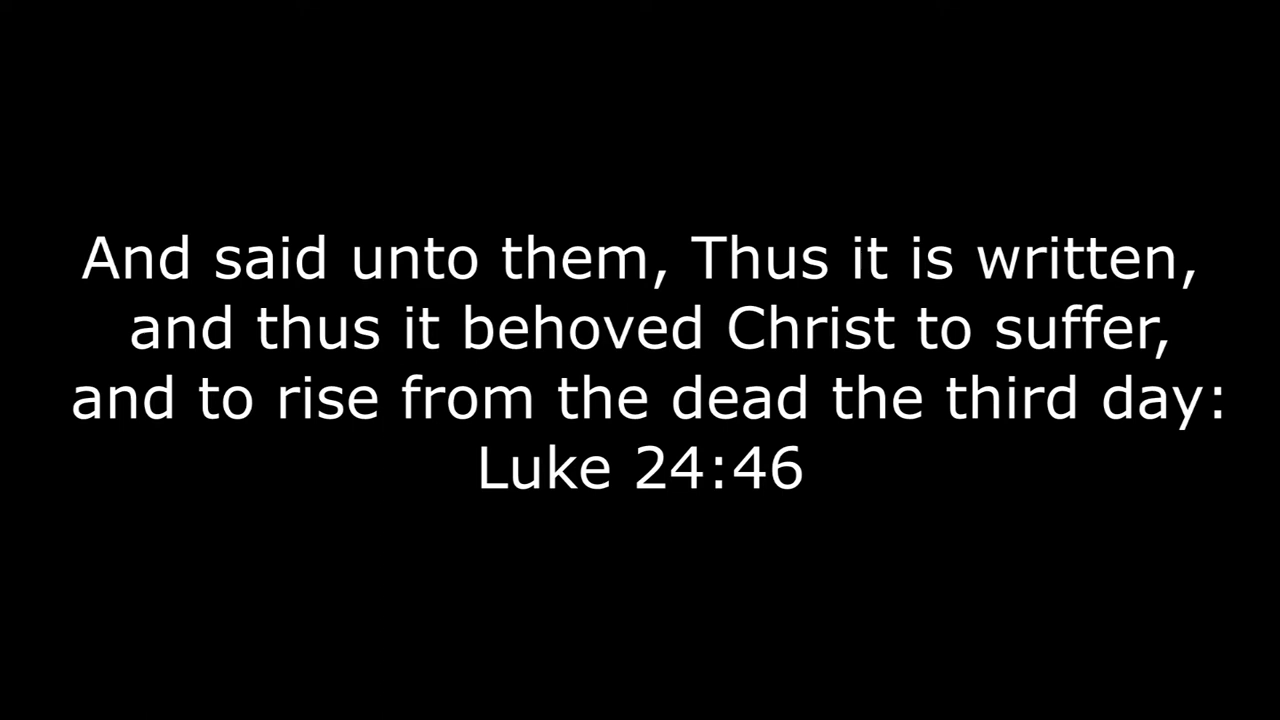 And said unto them, Thus it is written,
and thus it behoved Christ to suffer,
and to rise from the dead the third day:
Luke 24:46